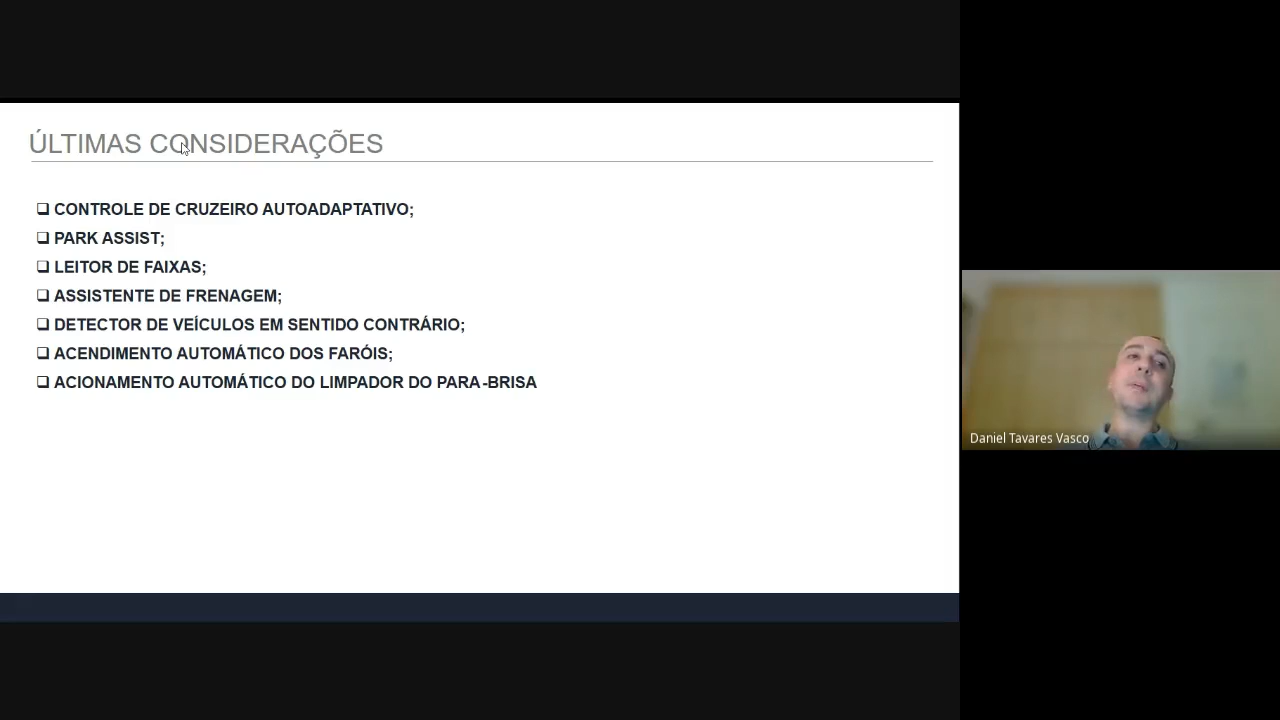 ÚLTIMAS CONSIDERAÇÕES
CONTROLE DE CRUZEIRO AUTOADAPTATIVO;
PARK ASSIST;
LEITOR DE FAIXAS;
ASSISTENTE DE FRENAGEM;
DETECTOR DE VEÍCULOS EM SENTIDO CONTRÁRIO;
ACENDIMENTO AUTOMÁTICO DOS FARÓIS;
ACIONAMENTO AUTOMÁTICO DO LIMPADOR DO PARA-BRISA
Daniel Tavares Vasco